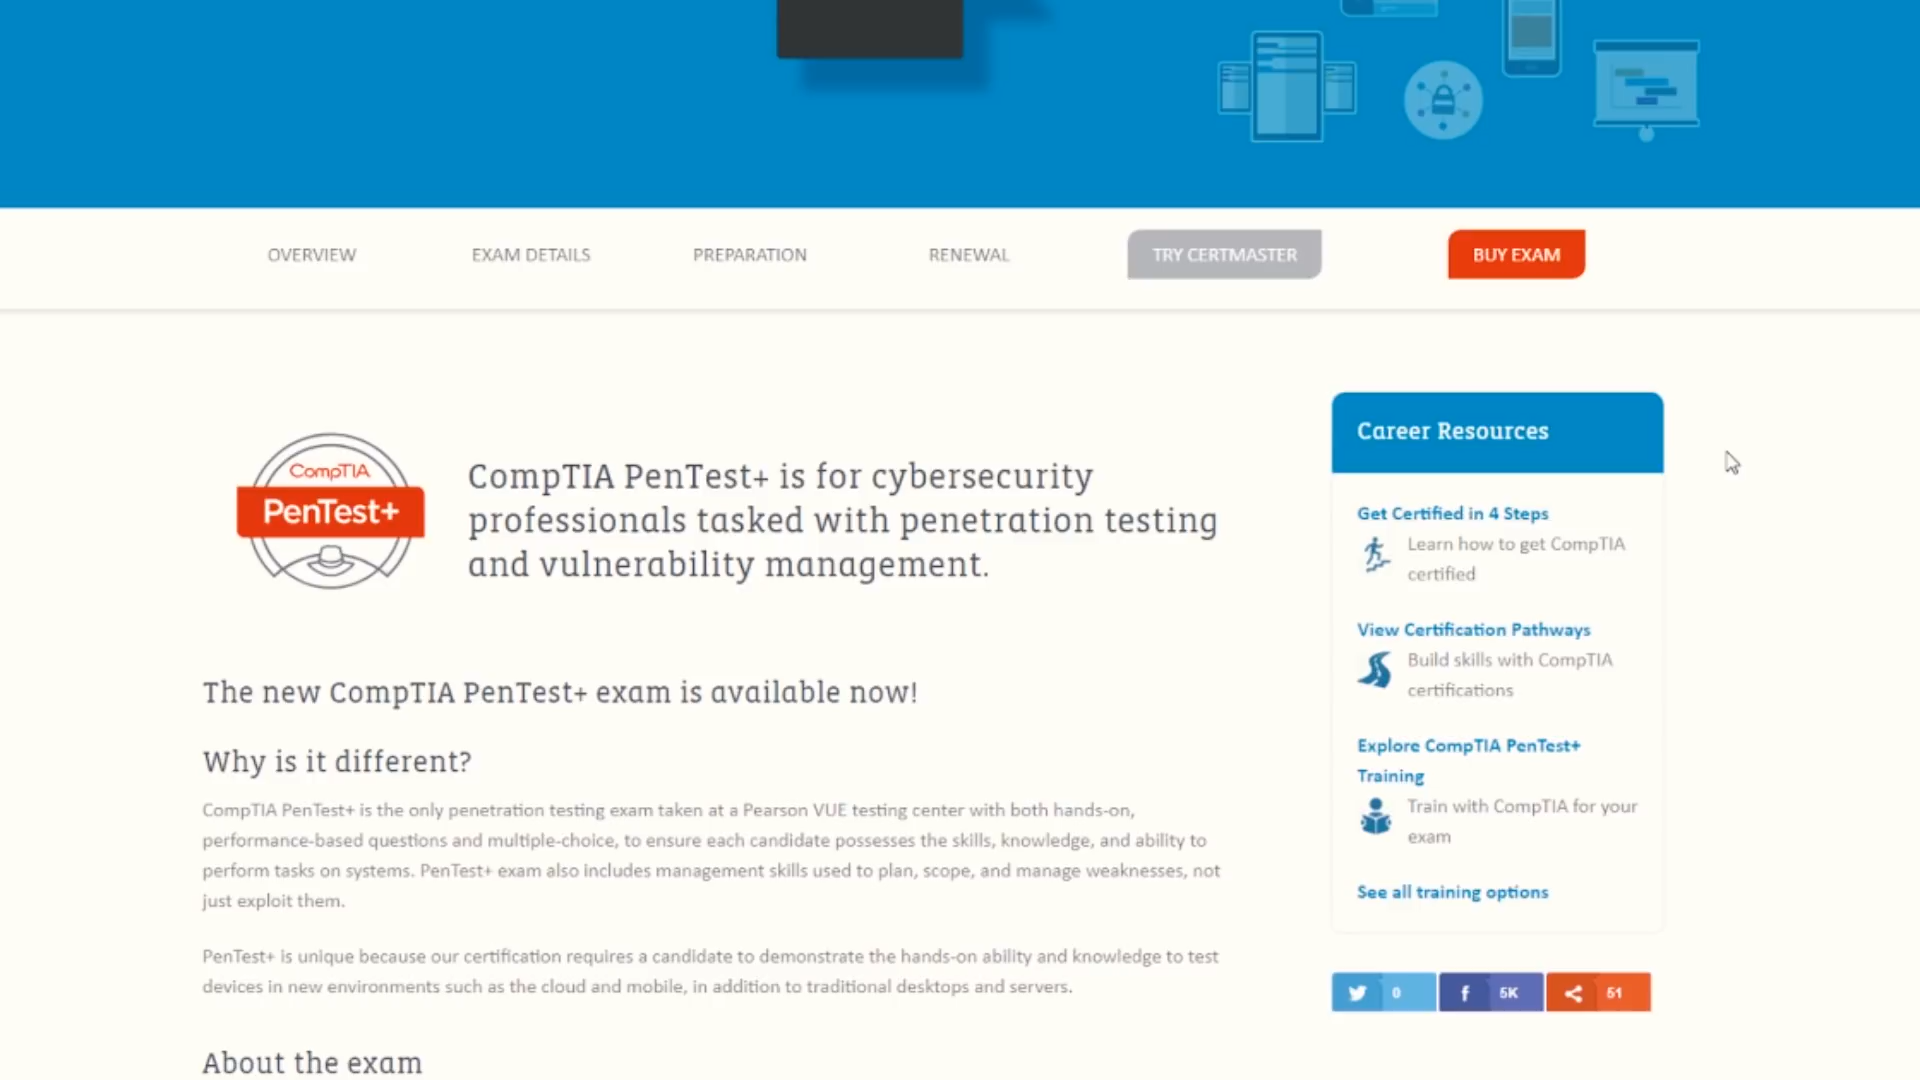 OVERVIEW
EXAM DETAILS
PREPARATION
RENEWAL
TRY CERTMASTER
BUY EXAM
CompTIA
PenTest+
CompTIA PenTest+ is for cybersecurity
professionals tasked with penetration testing
and vulnerability management.
The new CompTIA PenTest+ exam is available now!
Why is it different?
CompTIA PenTest+ is the only penetration testing exam taken at a Pearson VUE testing center with both hands-on,
performance-based questions and multiple-choice, to ensure each candidate possesses the skills, knowledge, and ability to
perform tasks on systems. PenTest+ exam also includes management skills used to plan, scope, and manage weaknesses, not
just exploit them.
PenTest+ is unique because our certification requires a candidate to demonstrate the hands-on ability and knowledge to test
devices in new environments such as the cloud and mobile, in addition to traditional desktops and servers.
About the exam
Career Resources
Get Certified in 4 Steps
Learn how to get CompTIA
certified
View Certification Pathways
Build skills with CompTIA
certifications
Explore CompTIA PenTest+
Training
Train with CompTIA for your
exam
See all training options
0
5K
51